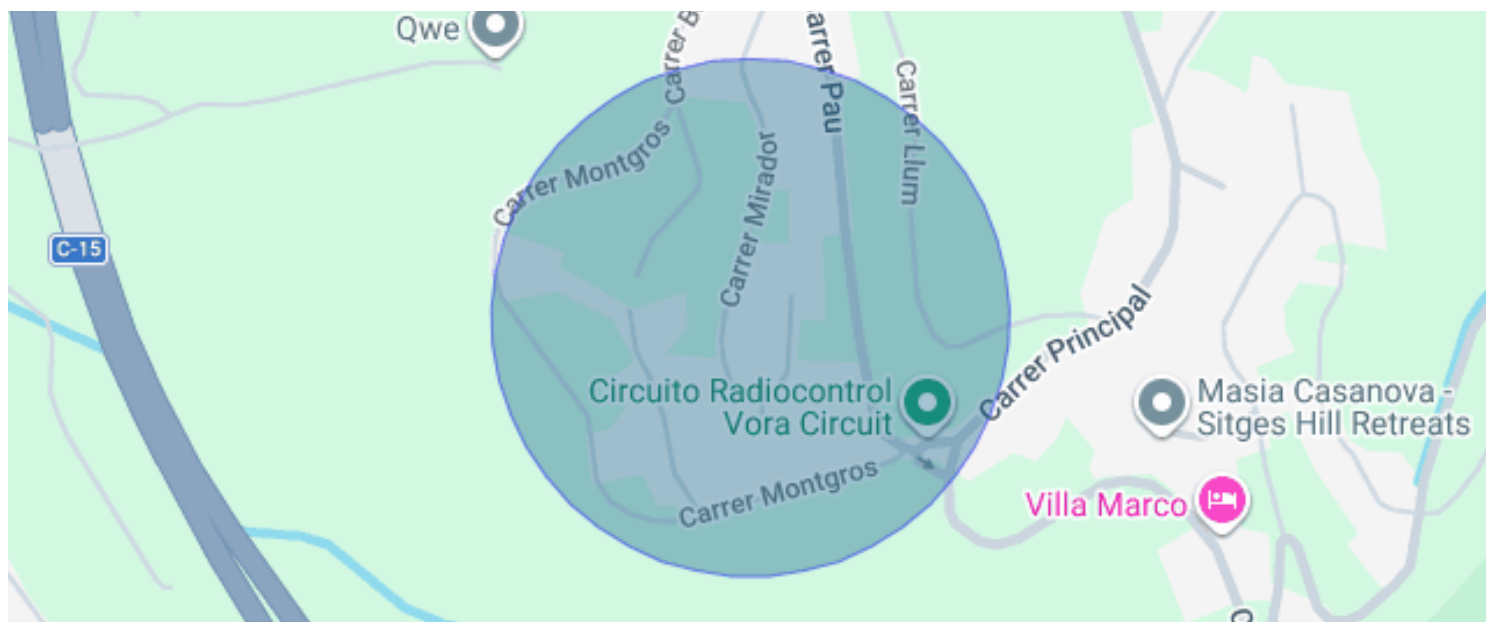 Qwe
Carrer B
arrer Pau
Carrer Llum
Carrer Montgros
Carrer Mirador
C-15
Carrer Principal
Circuito Radiocontrol
Vora Circuit
Masia Casanova -
Sitges Hill Retreats
Carrer Montgros
Villa Marco